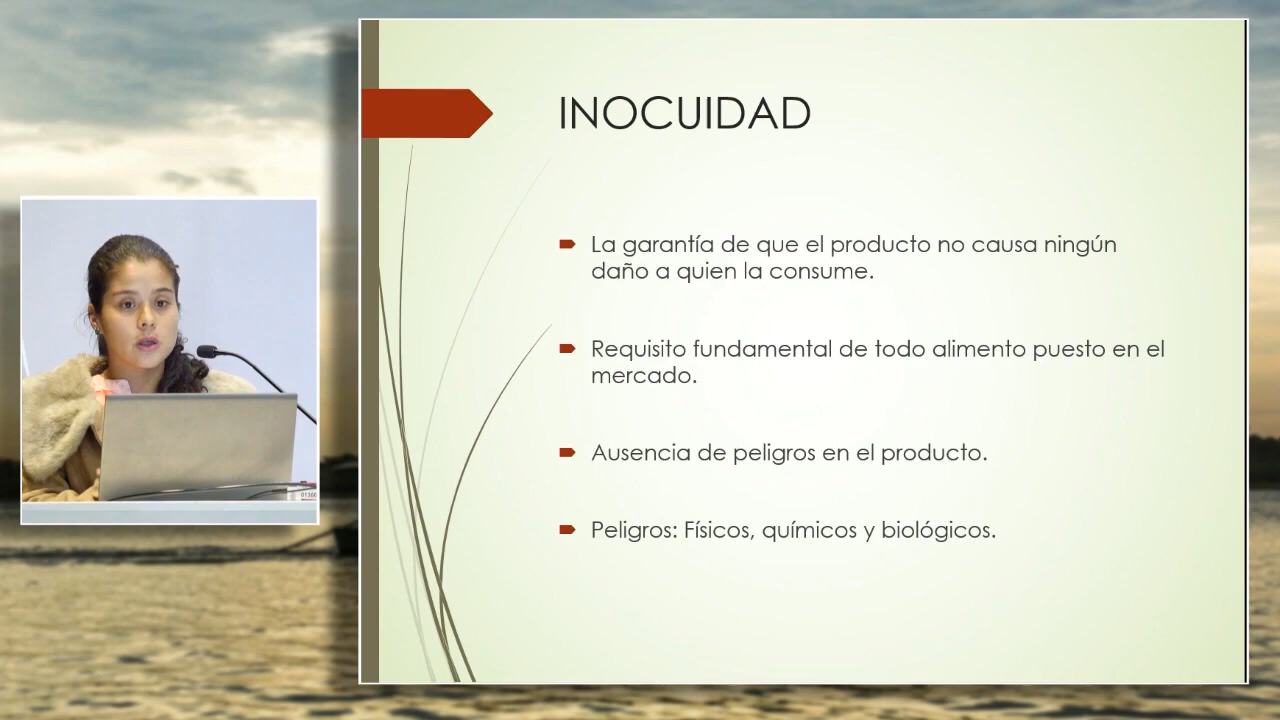 INOCUIDAD
La garantía de que el producto no causa ningún
daño a quien la consume.
Requisito fundamental de todo alimento puesto en el
mercado.
Ausencia de peligros en el producto.
Peligros: Físicos, químicos y biológicos.